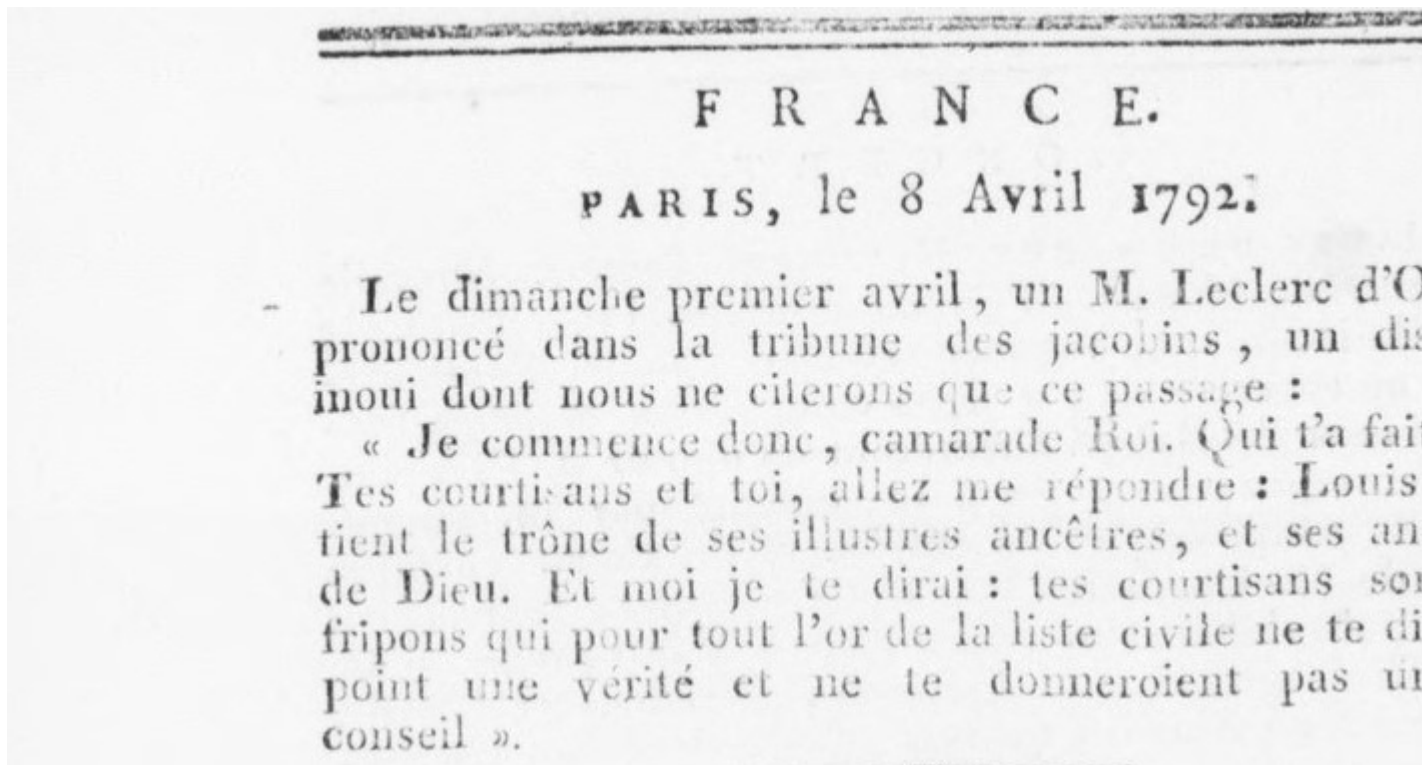 F R A N C E.
PARIS, le 8 Avril 1792.
Le dimanche premier avril, un M. Leclerc d'O
prononcé dans la tribune des jacobins, un dis
inoui dont nous ne citerons que ce passage :
« Je commence donc, camarade Roi. Qui t'a fait
Tes courtisans et toi, allez me répondre : Louis
tient le trône de ses illustres ancêtres, et ses an
de Dieu. Et moi je te dirai : tes courtisans son
fripons qui pour tout l'or de la liste civile ne te di
point une vérité et ne te donneroient pas un
conseil ».